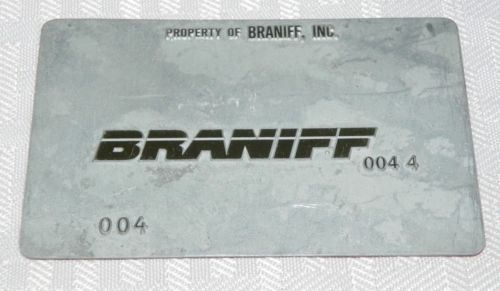 PROPERTY OF BRANIFF, INC.
BRANIFF
004 4
004